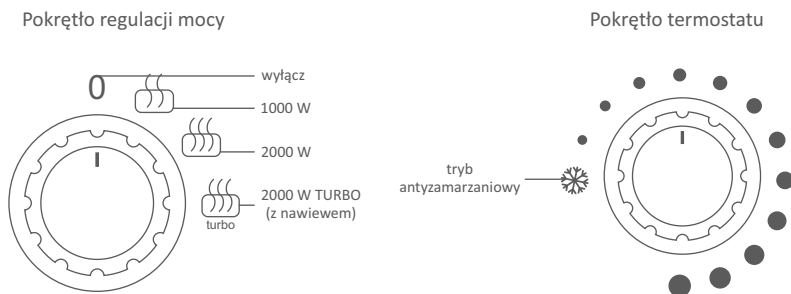 Pokrętło regulacji mocy
Pokrętło termostatu
0
wyłącz
1000 W
2000 W
2000 W TURBO
(z nawiewem)
turbo
tryb
antyzamarzaniowy